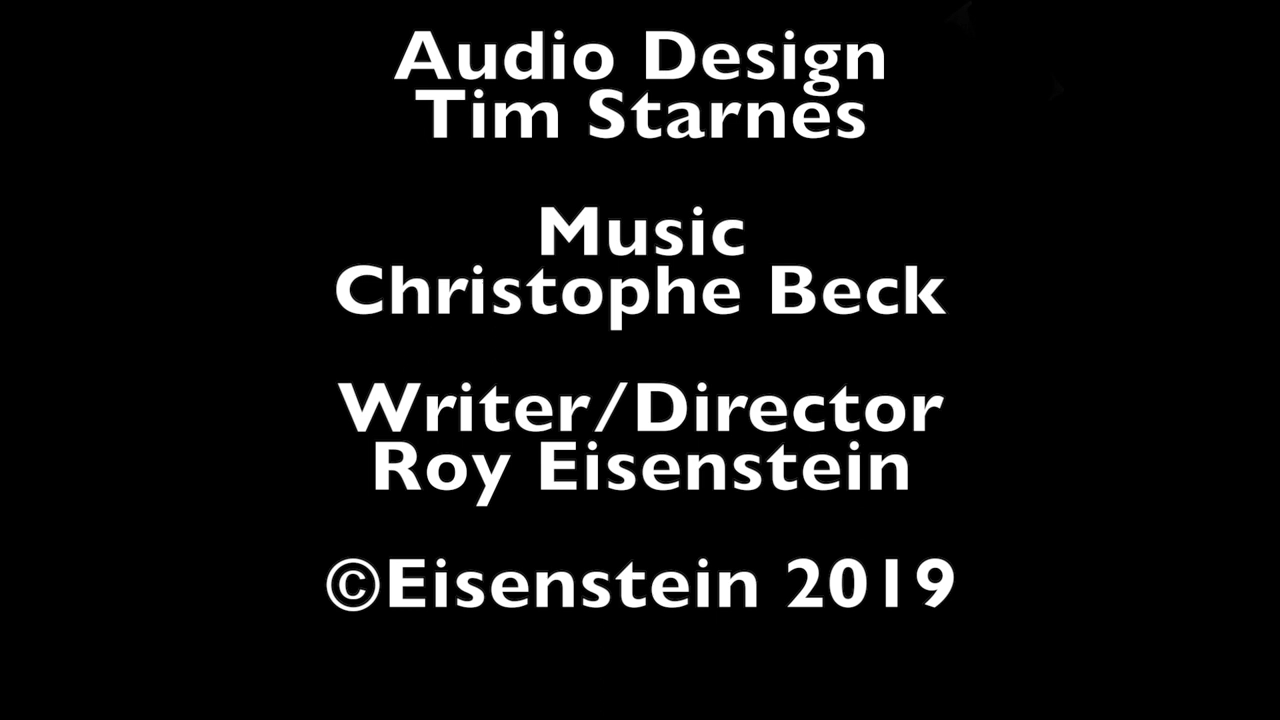 Audio Design
Tim Starnes
Music
Christophe Beck
Writer/Director
Roy Eisenstein
©Eisenstein 2019